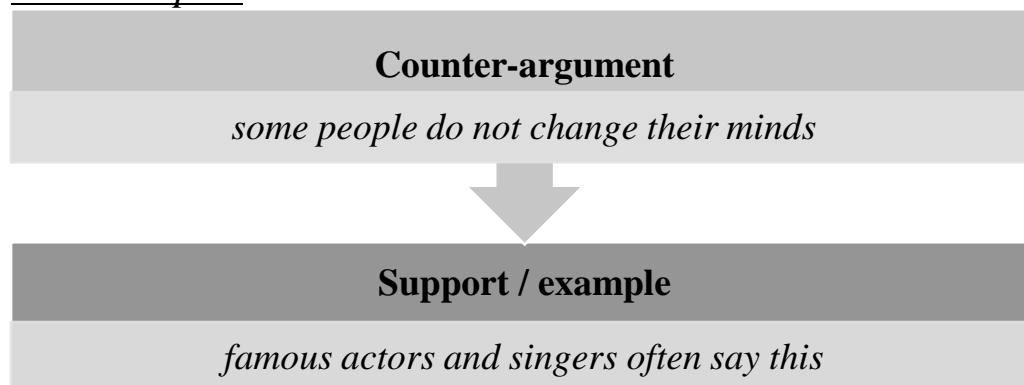 Counter-argument
some people do not change their minds
Support / example
famous actors and singers often say this